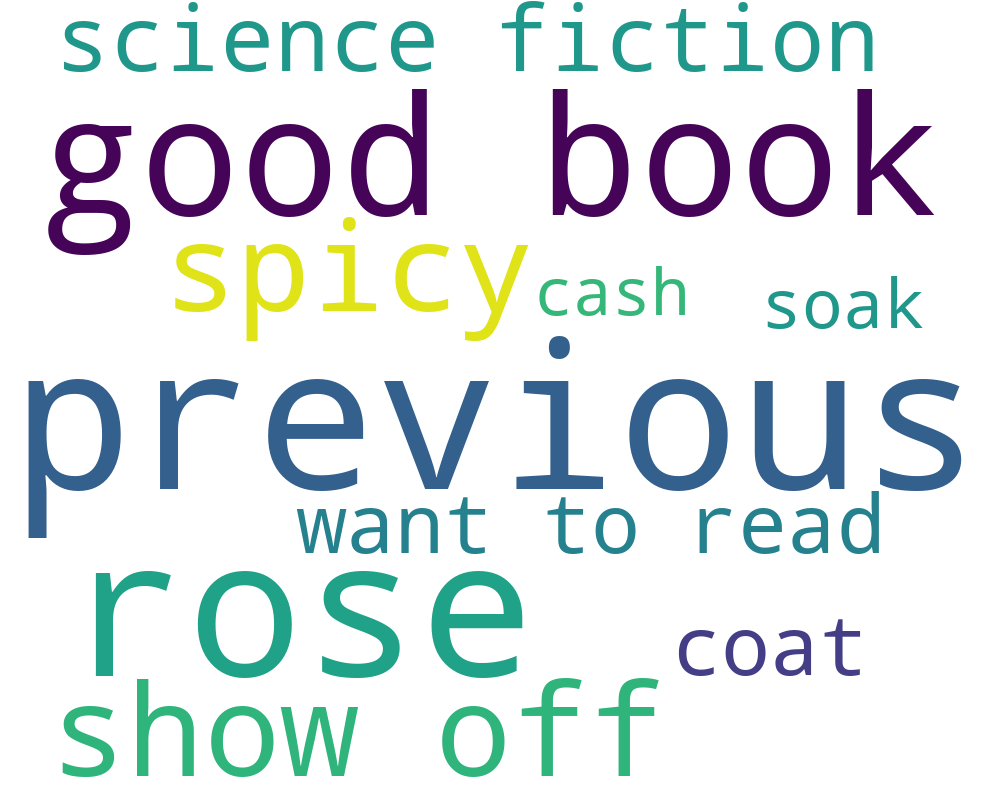 science fiction
good book
spicy
cash
soak
previous
want to read
rose
coat
show off